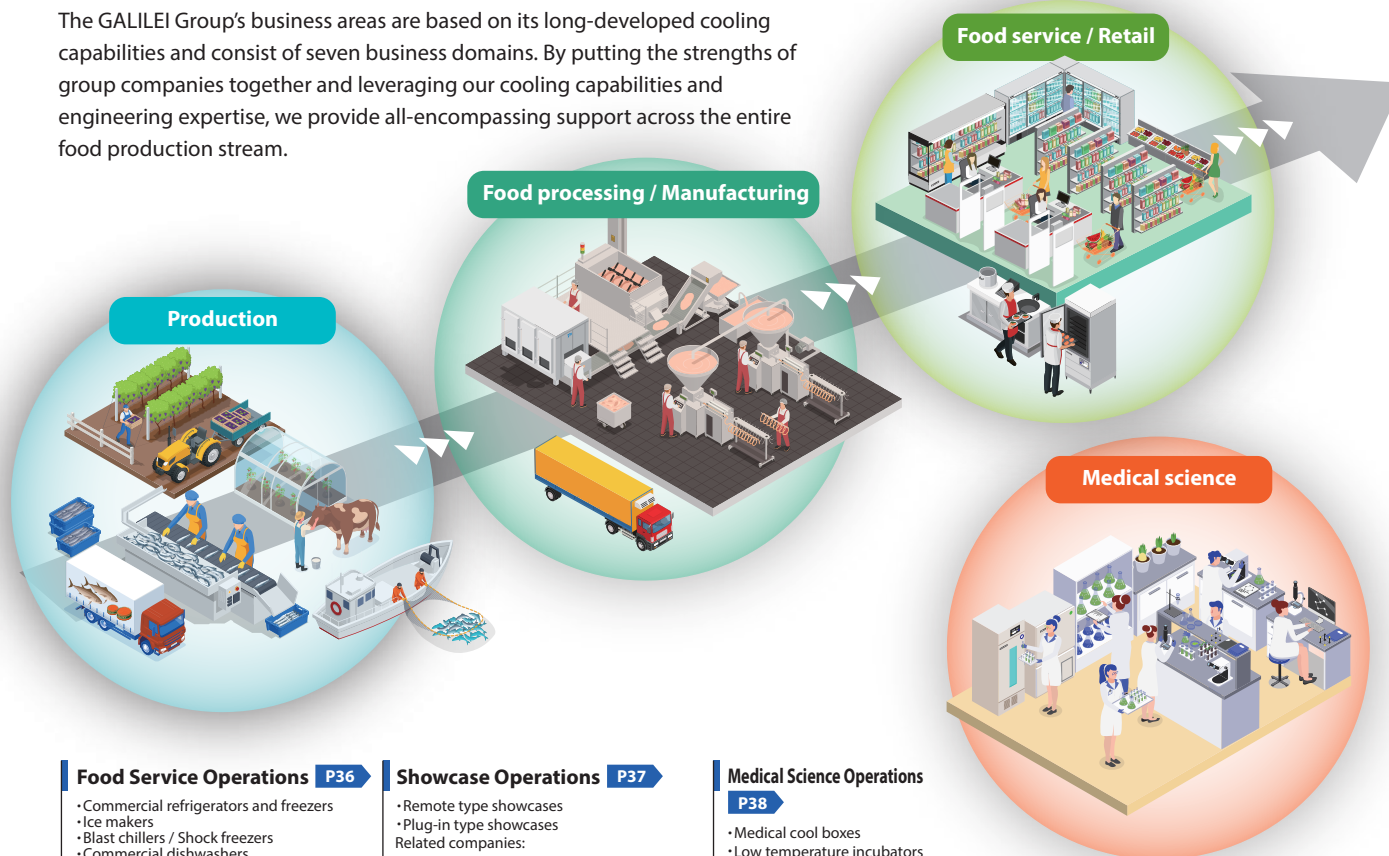 The GALILEI Group’s business areas are based on its long-developed cooling
capabilities and consist of seven business domains. By putting the strengths of
group companies together and leveraging our cooling capabilities and
engineering expertise, we provide all-encompassing support across the entire
food production stream.
Food service / Retail
Food processing / Manufacturing
Production
Medical science
Food Service Operations P36
・Commercial refrigerators and freezers
・Ice makers
・Blast chillers / Shock freezers
・Commercial dishwashers
Showcase Operations P37
・Remote type showcases
・Plug-in type showcases
Related companies:
Medical Science Operations
P38
・Medical cool boxes
・Low temperature incubators